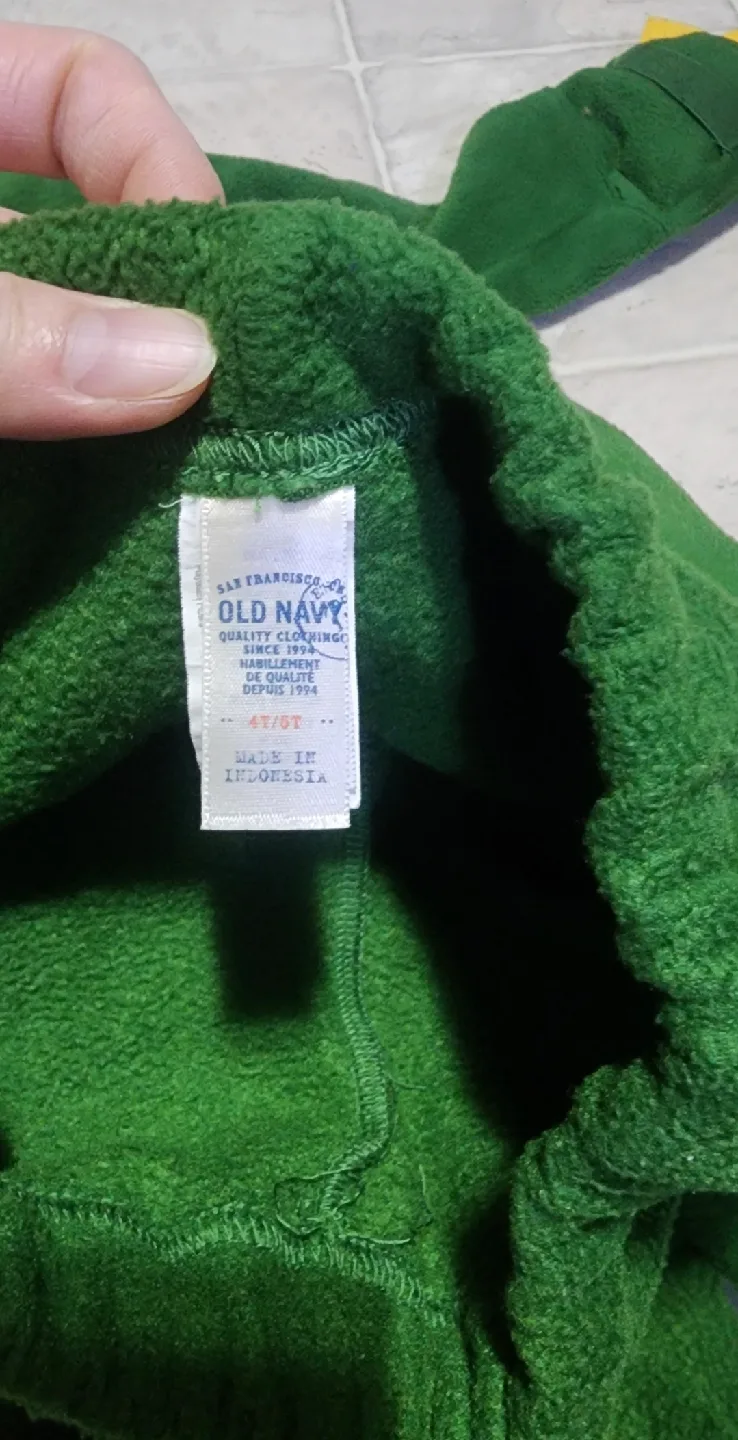 SAN FRANCISCO, CA
OLD NAVY
QUALITY CLOTHING
SINCE 1994
HABILLEMENT
DE QUALITÉ
DEPUIS 1994
·· 4T/5T ··
MADE IN
INDONESIA